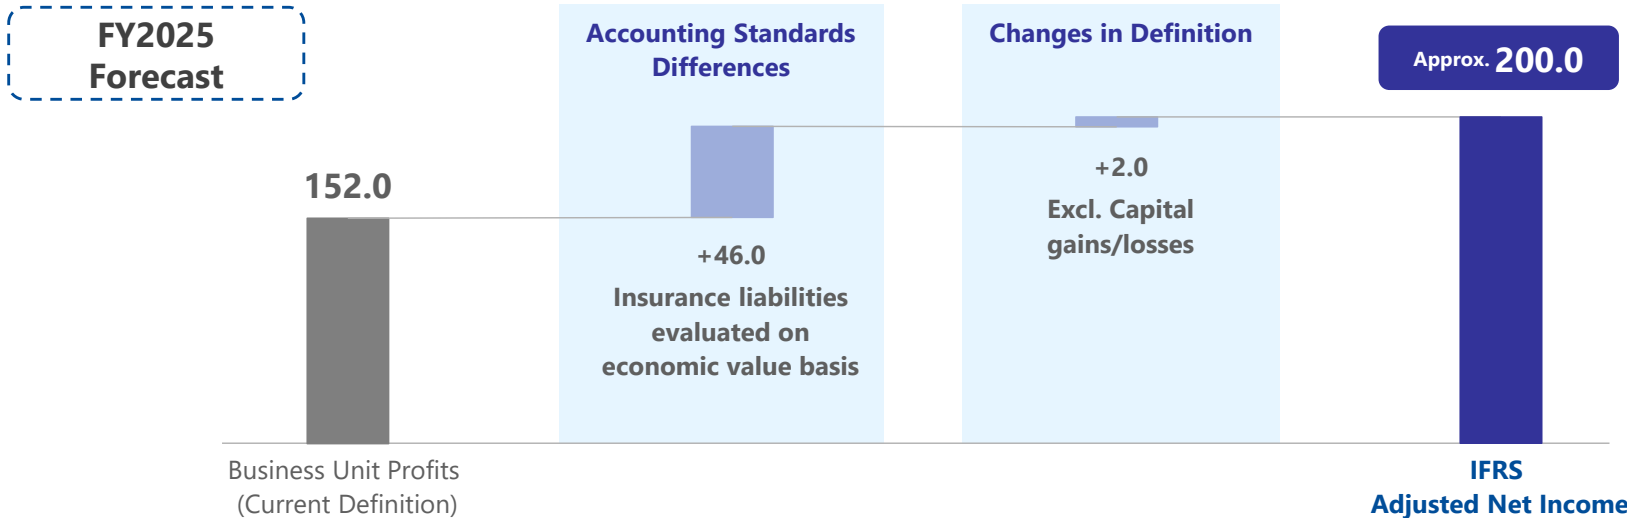 FY2025
Forecast
Accounting Standards
Differences
Changes in Definition
Approx. 200.0
152.0
+46.0
Insurance liabilities
evaluated on
economic value basis
+2.0
Excl. Capital
gains/losses
Business Unit Profits
(Current Definition)
IFRS
Adjusted Net Income